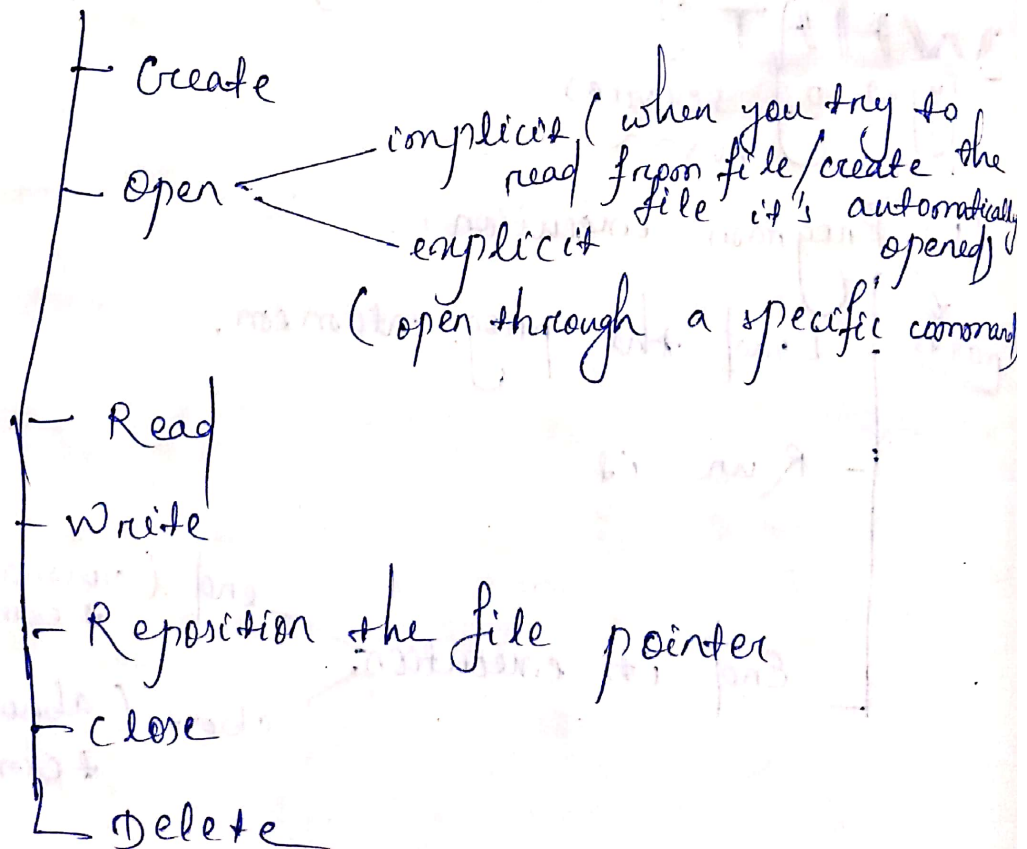 Create
Open
implicit (when you try to
read from file/create the
file it's automatically
opened)
explicit
(open through a specific command
Read
Write
Reposition the file pointer
Close
Delete